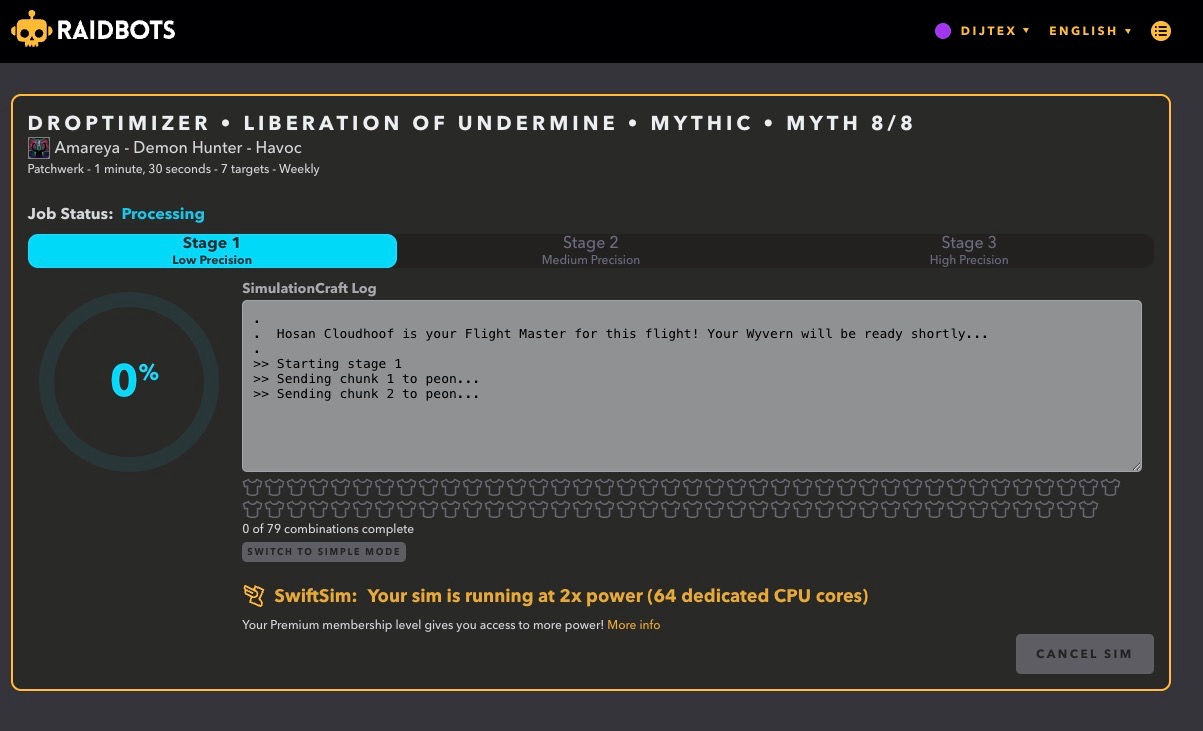 RAIDBOTS
DIJTEX ▼ ENGLISH ▼
DROPTIMIZER • LIBERATION OF UNDERMINE • MYTHIC • MYTH 8/8
Amareya - Demon Hunter - Havoc
Patchwerk - 1 minute, 30 seconds - 7 targets - Weekly
Job Status: Processing
Stage 1
Low Precision
Stage 2
Medium Precision
Stage 3
High Precision
0%
SimulationCraft Log
.
. Hosan Cloudhoof is your Flight Master for this flight! Your Wyvern will be ready shortly...
.
>> Starting stage 1
>> Sending chunk 1 to peon...
>> Sending chunk 2 to peon...
0 of 79 combinations complete
SWITCH TO SIMPLE MODE
SwiftSim: Your sim is running at 2x power (64 dedicated CPU cores)
Your Premium membership level gives you access to more power! More info
CANCEL SIM